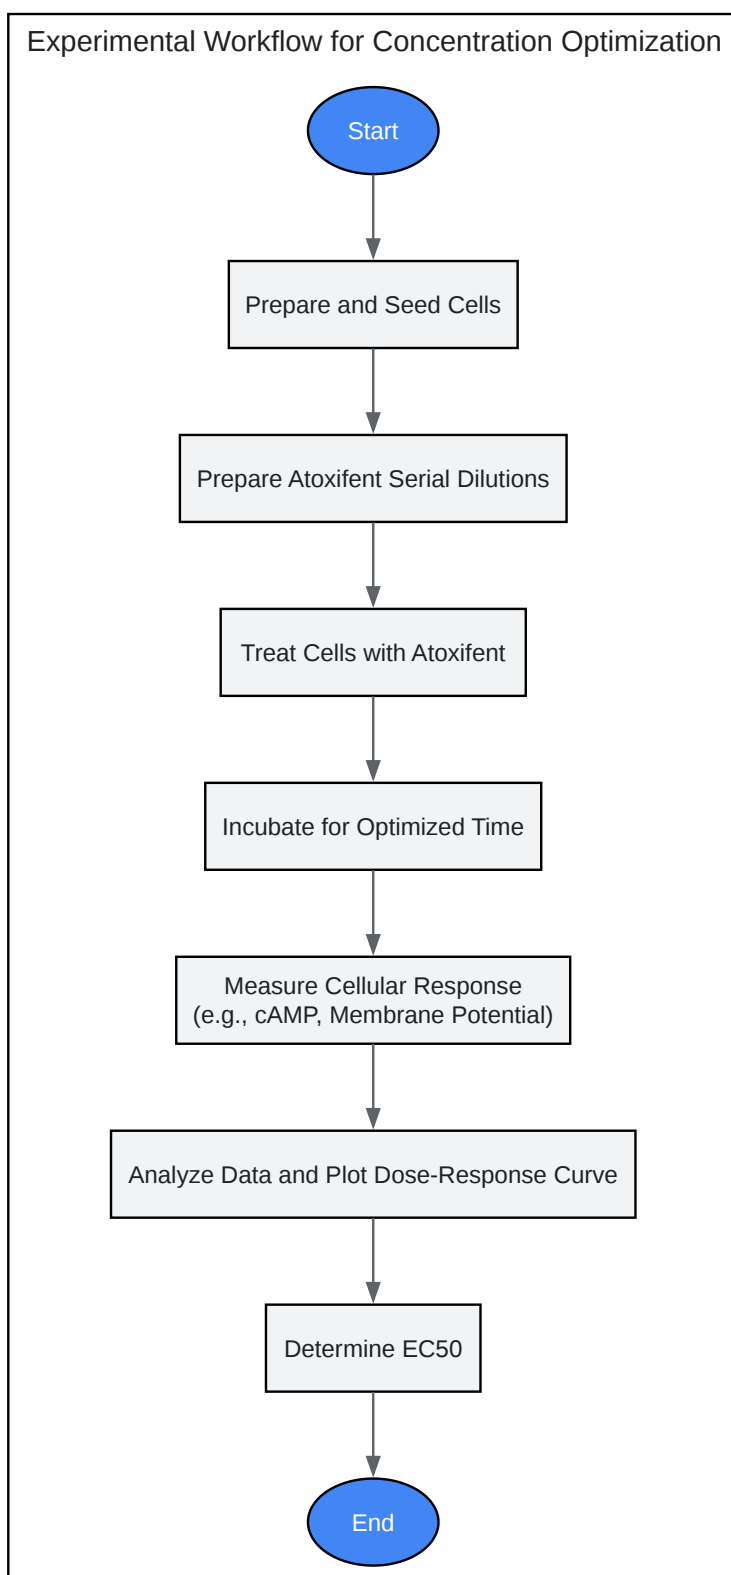 Experimental Workflow for Concentration Optimization
Start
Prepare and Seed Cells
Prepare Atoxifent Serial Dilutions
Treat Cells with Atoxifent
Incubate for Optimized Time
Measure Cellular Response
(e.g., cAMP, Membrane Potential)
Analyze Data and Plot Dose-Response Curve
Determine EC50
End